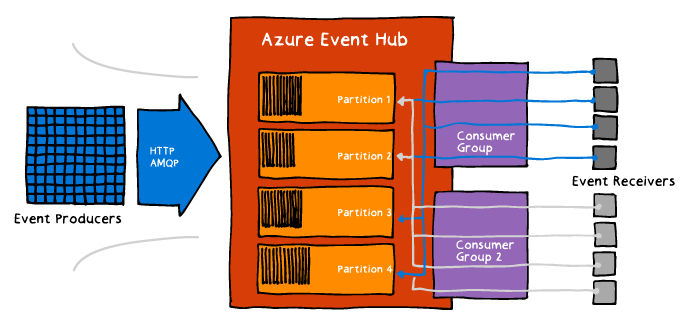 Azure Event Hub
Partition 1
Partition 2
Partition 3
Partition 4
HTTP
AMQP
Event Producers
Consumer
Group
Consumer
Group 2
Event Receivers